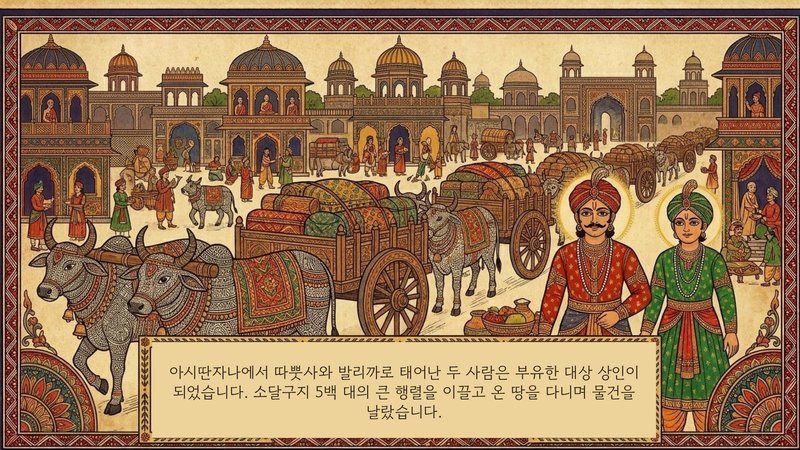 아시딴자나에서 따뿟사와 발리까로 태어난 두 사람은 부유한 대상 상인이
되었습니다. 소달구지 5백 대의 큰 행렬을 이끌고 온 땅을 다니며 물건을
날랐습니다.